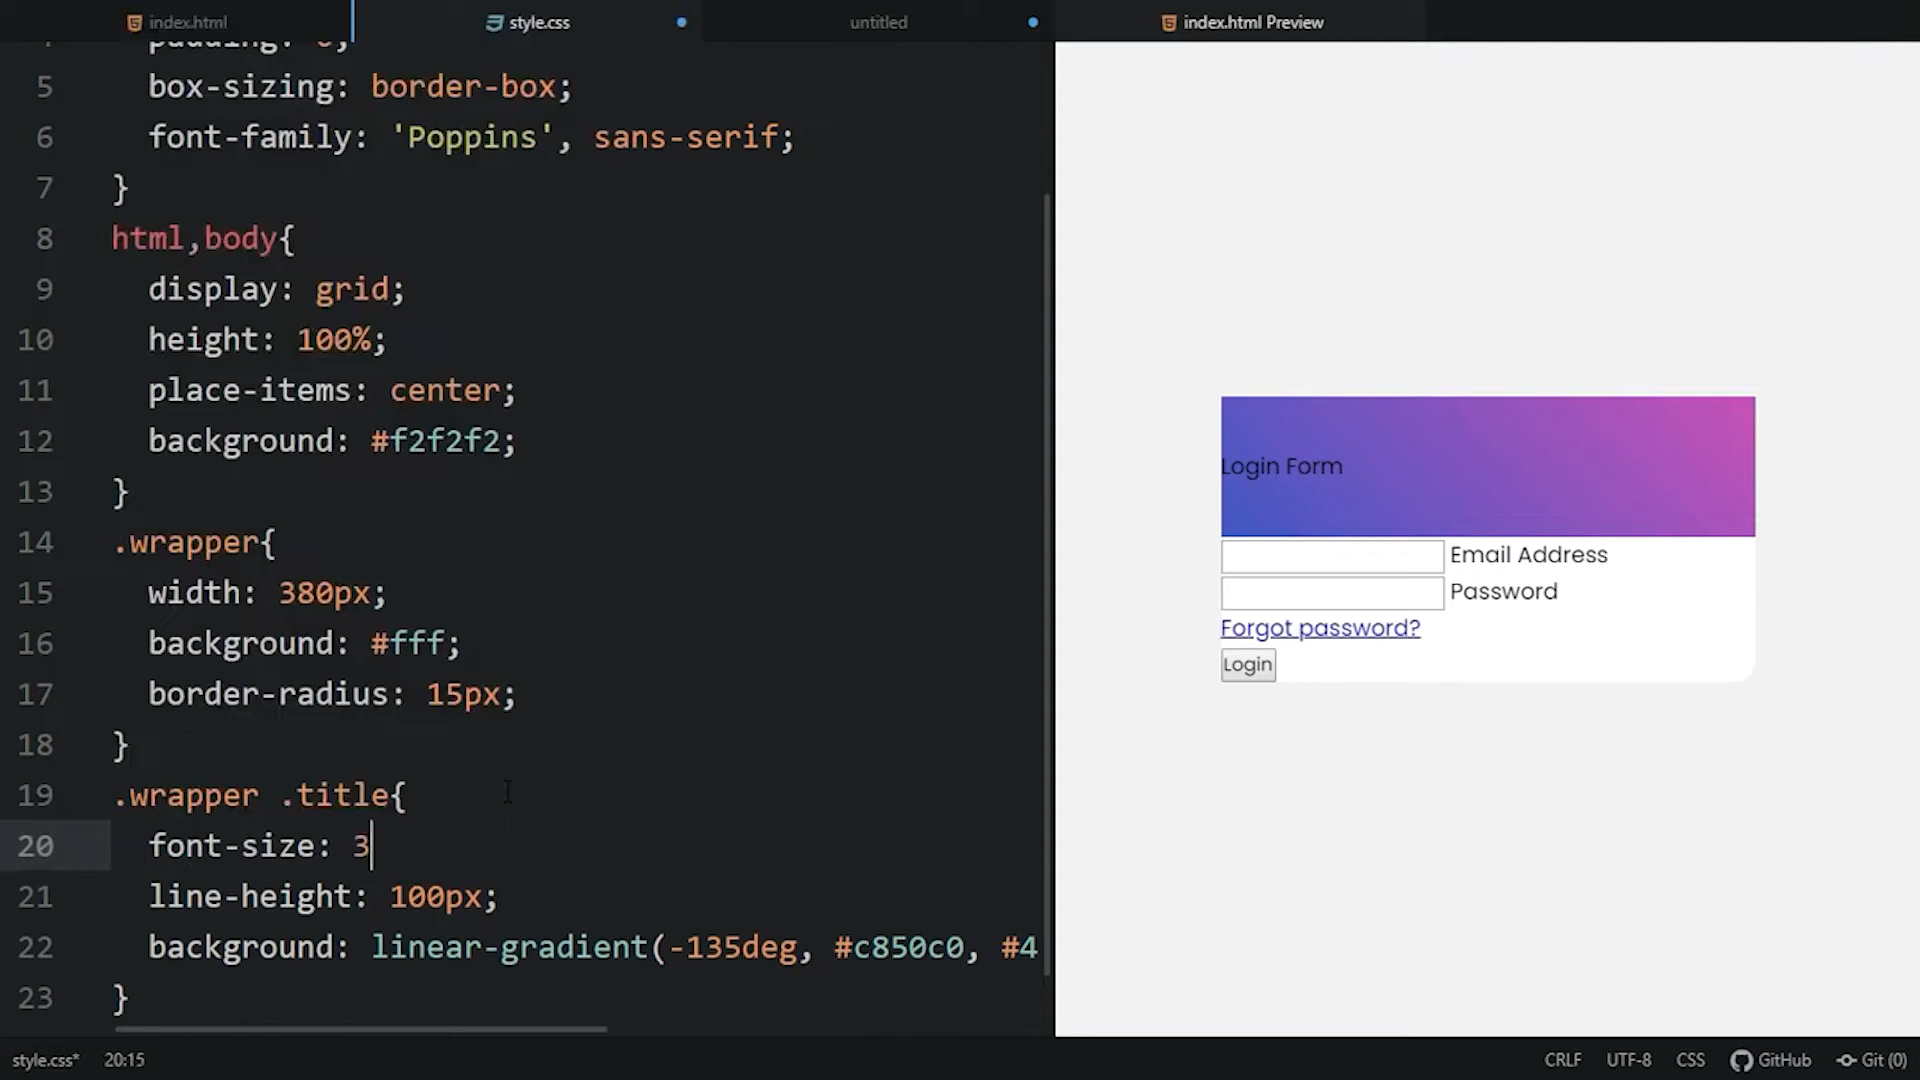 index.html
style.css
untitled
index.html Preview
padding: 0;
5 box-sizing: border-box;
6 font-family: 'Poppins', sans-serif;
7 }
8 html,body{
9 display: grid;
10 height: 100%;
11 place-items: center;
12 background: #f2f2f2;
13 }
14 .wrapper{
15 width: 380px;
16 background: #fff;
17 border-radius: 15px;
18 }
19 .wrapper .title{
20 font-size: 3
21 line-height: 100px;
22 background: linear-gradient(-135deg, #c850c0, #4
23 }
Login Form
Email Address
Password
Forgot password?
Login
style.css* 20:15
CRLF UTF-8 CSS GitHub Git (0)